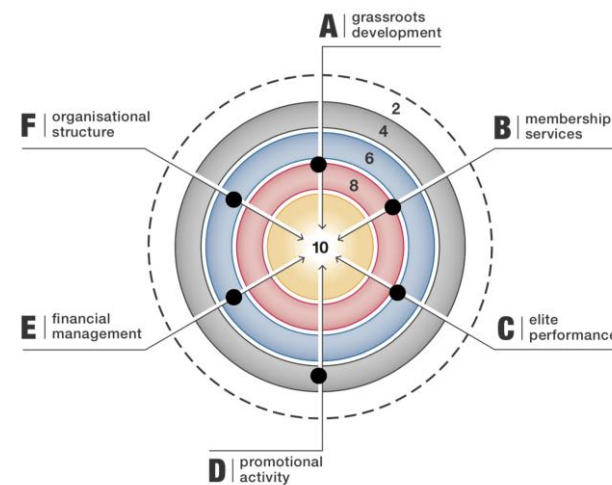 A | grassroots
development
2
4
6
8
10
F | organisational
structure
B | membership
services
E | financial
management
C | elite
performance
D | promotional
activity